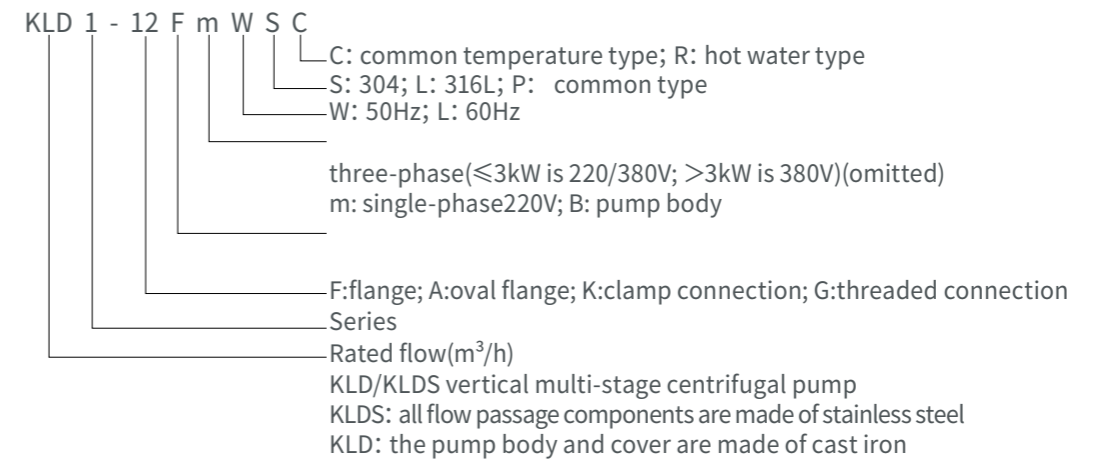 KLD 1 - 12 F m W S C
C: common temperature type; R: hot water type
S: 304; L: 316L; P: common type
W: 50Hz; L: 60Hz
three-phase(≤3kW is 220/380V; >3kW is 380V)(omitted)
m: single-phase220V; B: pump body
F:flange; A:oval flange; K:clamp connection; G:threaded connection
Series
Rated flow(m³/h)
KLD/KLDS vertical multi-stage centrifugal pump
KLDS: all flow passage components are made of stainless steel
KLD: the pump body and cover are made of cast iron